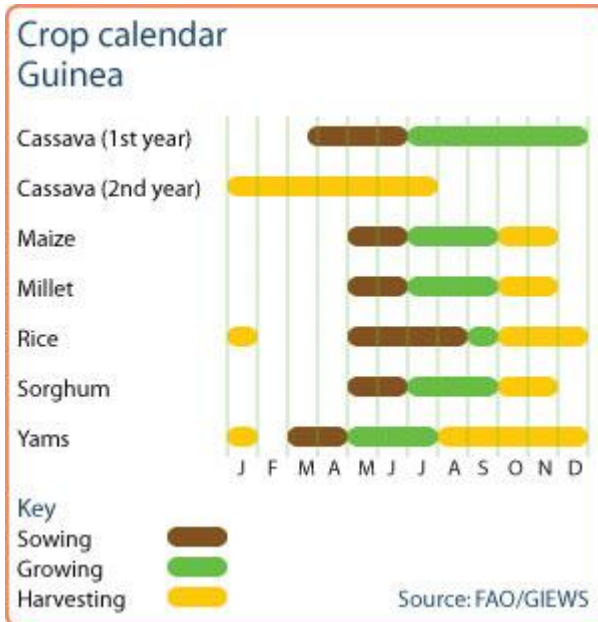 Crop calendar
Guinea
Cassava (1st year)
Cassava (2nd year)
Maize
Millet
Rice
Sorghum
Yams
J F M A M J J A S O N D
Key
Sowing
Growing
Harvesting
Source: FAO/GIEWS